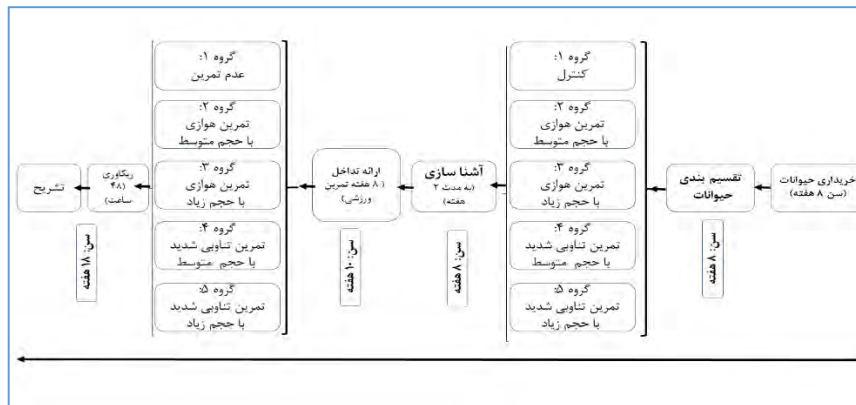 خریداری حیوانات
(سن ۸ هفته)
تقسیم بندی
حیوانات
سن: ۸ هفته
گروه ۱:
کنترل
گروه ۲:
تمرین هوازی
با حجم متوسط
گروه ۳:
تمرین هوازی
با حجم زیاد
گروه ۴:
تمرین تناوبی شدید
با حجم متوسط
گروه ۵:
تمرین تناوبی شدید
با حجم زیاد
آشنا سازی
(به مدت ۲
هفته)
سن: ۸ هفته
ارائه تداخل
(۸ هفته تمرین
ورزشی)
سن: ۱۰ هفته
گروه ۱:
عدم تمرین
گروه ۲:
تمرین هوازی
با حجم متوسط
گروه ۳:
تمرین هوازی
با حجم زیاد
گروه ۴:
تمرین تناوبی شدید
با حجم متوسط
گروه ۵:
تمرین تناوبی شدید
با حجم زیاد
ریکاوری
(۴۸
ساعت)
سن: ۱۸ هفته
تشریح